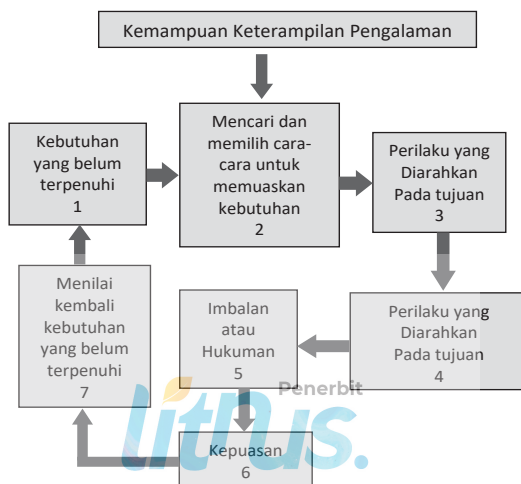 Kemampuan Keterampilan Pengalaman
Kebutuhan
yang belum
terpenuhi
1
Mencari dan
memilih cara-
cara untuk
memuaskan
kebutuhan
2
Perilaku yang
Diarahkan
Pada tujuan
3
Perilaku yang
Diarahkan
Pada tujuan
4
Imbalan
atau
Hukuman
5
Kepuasan
6
Menilai
kembali
kebutuhan
yang belum
terpenuhi
7
Penerbit
litnus.